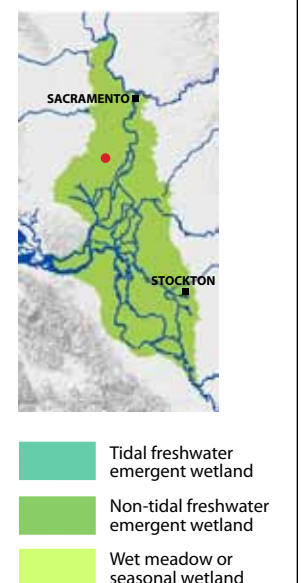 SACRAMENTO
STOCKTON
Tidal freshwater
emergent wetland
Non-tidal freshwater
emergent wetland
Wet meadow or
seasonal wetland